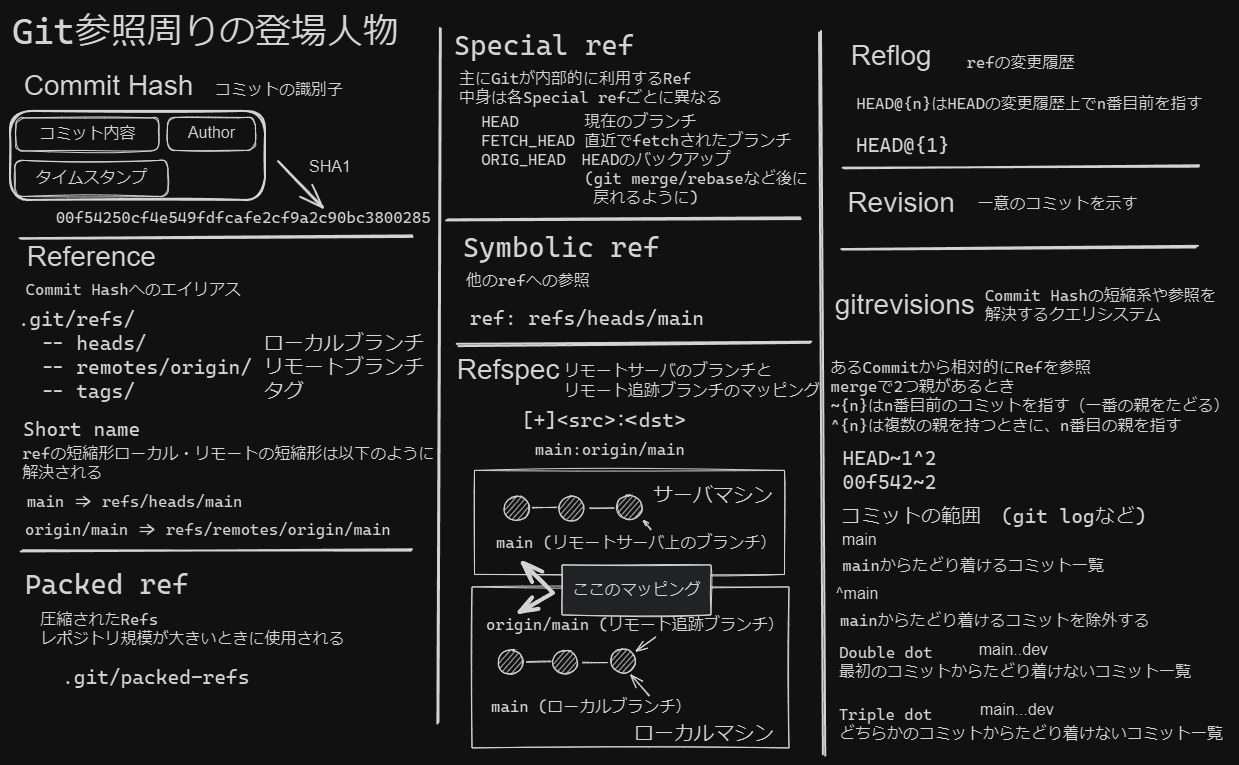 Git参照周りの登場人物
Commit Hash コミットの識別子
コミット内容 Author
タイムスタンプ
SHA1
00f54250cf4e549fdfcafe2cf9a2c90bc3800285
Reference
Commit Hashへのエイリアス
.git/refs/
-- heads/ ローカルブランチ
-- remotes/origin/ リモートブランチ
-- tags/ タグ
Short name
refの短縮形ローカル・リモートの短縮形は以下のように
解決される
main => refs/heads/main
origin/main => refs/remotes/origin/main
Packed ref
圧縮されたRefs
レポジトリ規模が大きいときに使用される
.git/packed-refs
Special ref
主にGitが内部的に利用するRef
中身は各Special refごとに異なる
HEAD 現在のブランチ
FETCH_HEAD 直近でfetchされたブランチ
ORIG_HEAD HEADのバックアップ
(git merge/rebaseなど後に
戻れるように)
Symbolic ref
他のrefへの参照
ref: refs/heads/main
Refspec リモートサーバのブランチと
リモート追跡ブランチのマッピング
[+]<src>:<dst>
main:origin/main
サーバマシン
main (リモートサーバ上のブランチ)
ここのマッピング
origin/main (リモート追跡ブランチ)
main (ローカルブランチ)
ローカルマシン
Reflog refの変更履歴
HEAD@{n}はHEADの変更履歴上でn番目前を指す
HEAD@{1}
Revision 一意のコミットを示す
gitrevisions Commit Hashの短縮系や参照を
解決するクエリシステム
あるCommitから相対的にRefを参照
mergeで2つ親があるとき
~{n}はn番目前のコミットを指す（一番の親をたどる）
^{n}は複数の親を持つときに、n番目の親を指す
HEAD~1^2
00f542~2
コミットの範囲 (git logなど)
main
mainからたどり着けるコミット一覧
^main
mainからたどり着けるコミットを除外する
Double dot main..dev
最初のコミットからたどり着けないコミット一覧
Triple dot main...dev
どちらかのコミットからたどり着けないコミット一覧